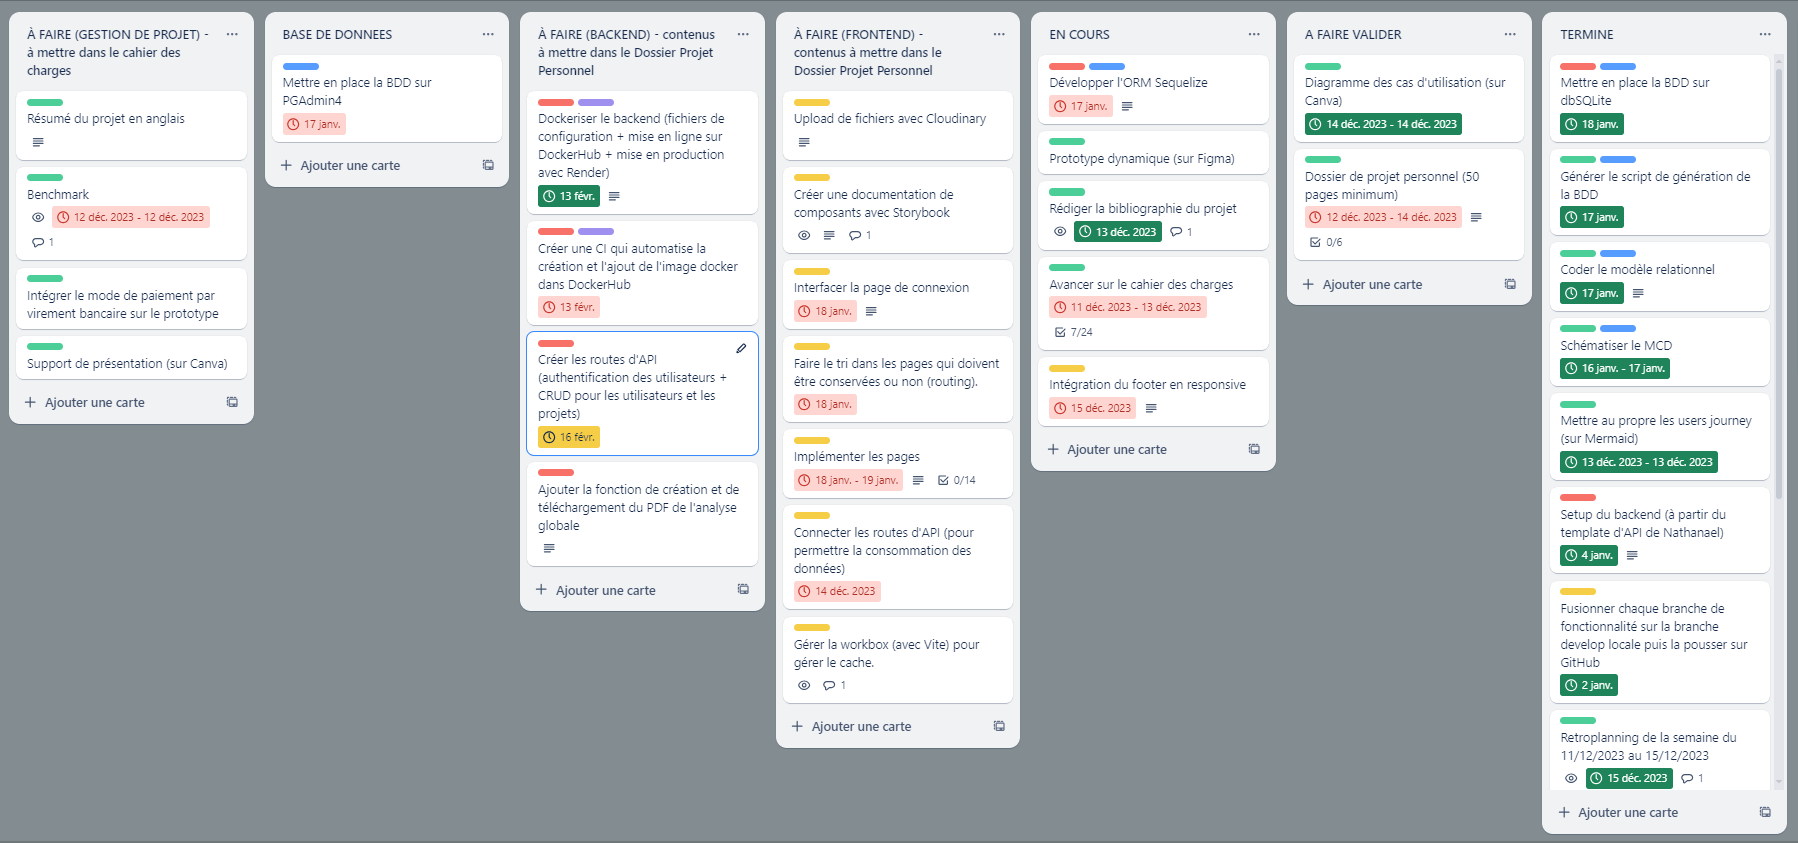 À FAIRE (GESTION DE PROJET) -
à mettre dans le cahier des
charges
Résumé du projet en anglais
Benchmark
12 déc. 2023 - 12 déc. 2023
1
Intégrer le mode de paiement par
virement bancaire sur le prototype
Support de présentation (sur Canva)
Ajouter une carte
BASE DE DONNEES
Mettre en place la BDD sur
PGAdmin4
17 janv.
Ajouter une carte
À FAIRE (BACKEND) - contenus
à mettre dans le Dossier Projet
Personnel
Dockeriser le backend (fichiers de
configuration + mise en ligne sur
DockerHub + mise en production
avec Render)
13 févr.
Créer une CI qui automatise la
création et l'ajout de l'image docker
dans DockerHub
13 févr.
Créer les routes d'API
(authentification des utilisateurs +
CRUD pour les utilisateurs et les
projets)
16 févr.
Ajouter la fonction de création et de
téléchargement du PDF de l'analyse
globale
Ajouter une carte
À FAIRE (FRONTEND) -
contenus à mettre dans le
Dossier Projet Personnel
Upload de fichiers avec Cloudinary
Créer une documentation de
composants avec Storybook
1
Interfacer la page de connexion
18 janv.
Faire le tri dans les pages qui doivent
être conservées ou non (routing).
18 janv.
Implémenter les pages
18 janv. - 19 janv. 0/14
Connecter les routes d'API (pour
permettre la consommation des
données)
14 déc. 2023
Gérer la workbox (avec Vite) pour
gérer le cache.
1
Ajouter une carte
EN COURS
Développer l'ORM Sequelize
17 janv.
Prototype dynamique (sur Figma)
Rédiger la bibliographie du projet
13 déc. 2023 1
Avancer sur le cahier des charges
11 déc. 2023 - 13 déc. 2023
7/24
Intégration du footer en responsive
15 déc. 2023
Ajouter une carte
A FAIRE VALIDER
Diagramme des cas d'utilisation (sur
Canva)
14 déc. 2023 - 14 déc. 2023
Dossier de projet personnel (50
pages minimum)
12 déc. 2023 - 14 déc. 2023
0/6
Ajouter une carte
TERMINE
Mettre en place la BDD sur
dbSQLite
18 janv.
Générer le script de génération de
la BDD
17 janv.
Coder le modèle relationnel
17 janv.
Schématiser le MCD
16 janv. - 17 janv.
Mettre au propre les users journey
(sur Mermaid)
13 déc. 2023 - 13 déc. 2023
Setup du backend (à partir du
template d'API de Nathanael)
4 janv.
Fusionner chaque branche de
fonctionnalité sur la branche
develop locale puis la pousser sur
GitHub
2 janv.
Retroplanning de la semaine du
11/12/2023 au 15/12/2023
15 déc. 2023 1
Ajouter une carte